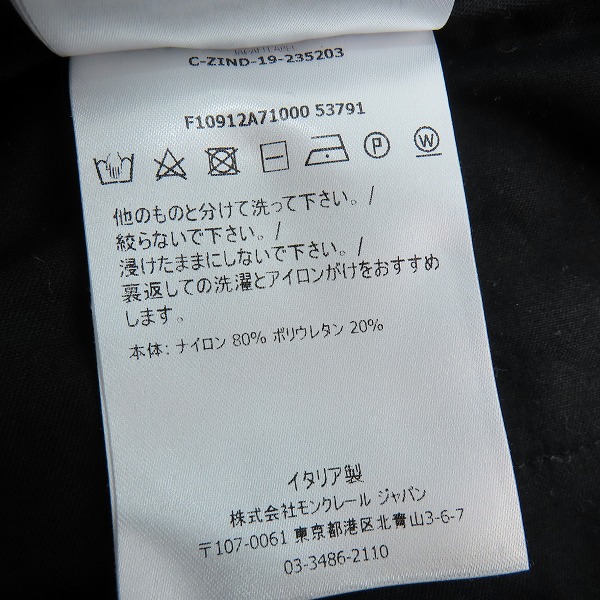 C-ZIND-19-235203
F10912A71000 53791
P W
他のものと分けて洗って下さい。/
絞らないで下さい。/
浸けたままにしないで下さい。/
裏返しての洗濯とアイロンがけをおすすめ
します。
本体: ナイロン 80% ポリウレタン 20%
イタリア製
株式会社モンクレール ジャパン
〒107-0061 東京都港区北青山3-6-7
03-3486-2110